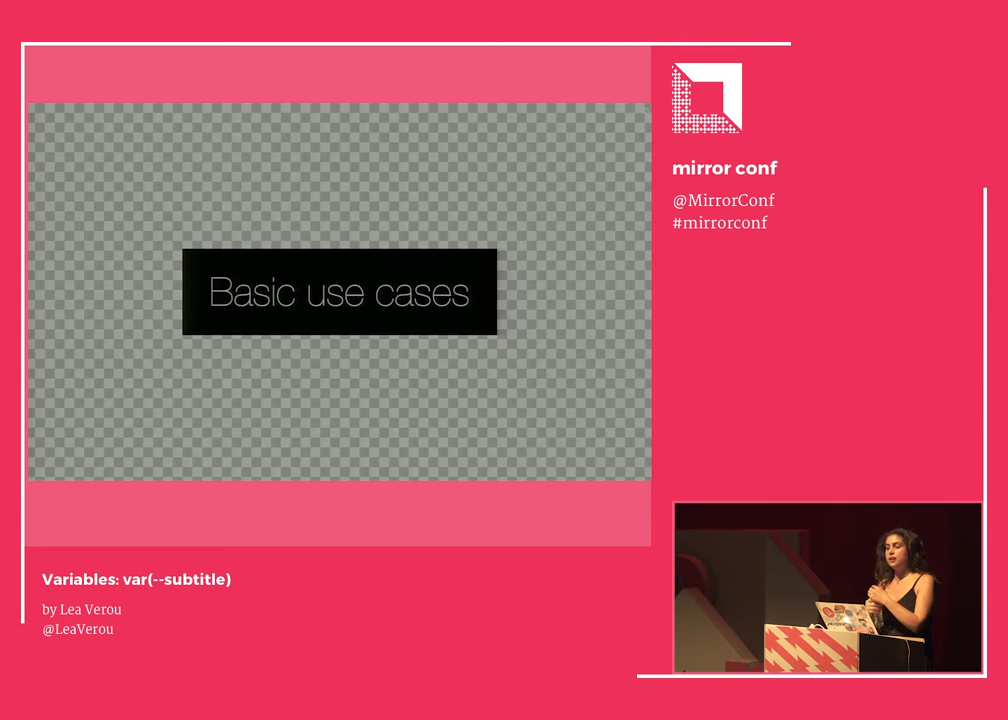 Basic use cases
mirror conf
@MirrorConf
#mirrorconf
Variables: var(--subtitle)
by Lea Verou
@LeaVerou